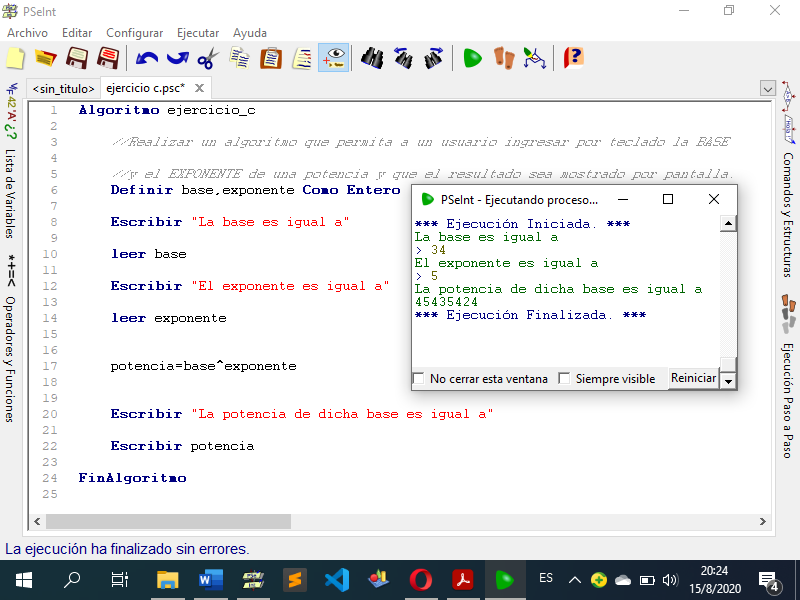 PSeInt
Archivo Editar Configurar Ejecutar Ayuda
<sin_titulo> ejercicio c.psc*
1 Algoritmo ejercicio_c
2
3 //Realizar un algoritmo que permita a un usuario ingresar por teclado la BASE
4
5 //y el EXPONENTE de una potencia y que el resultado sea mostrado por pantalla.
6 Definir base,exponente Como Entero
7
8 Escribir "La base es igual a"
9
10 leer base
11
12 Escribir "El exponente es igual a"
13
14 leer exponente
15
16
17 potencia=base^exponente
18
19
20 Escribir "La potencia de dicha base es igual a"
21
22 Escribir potencia
23
24 FinAlgoritmo
25
PSeInt - Ejecutando proceso...
*** Ejecución Iniciada. ***
La base es igual a
> 34
El exponente es igual a
> 5
La potencia de dicha base es igual a
45435424
*** Ejecución Finalizada. ***
No cerrar esta ventana Siempre visible Reiniciar
Lista de Variables
*+=< Operadores y Funciones
Comandos y Estructuras
Ejecución Paso a Paso
La ejecución ha finalizado sin errores.
ES
20:24
15/8/2020
4